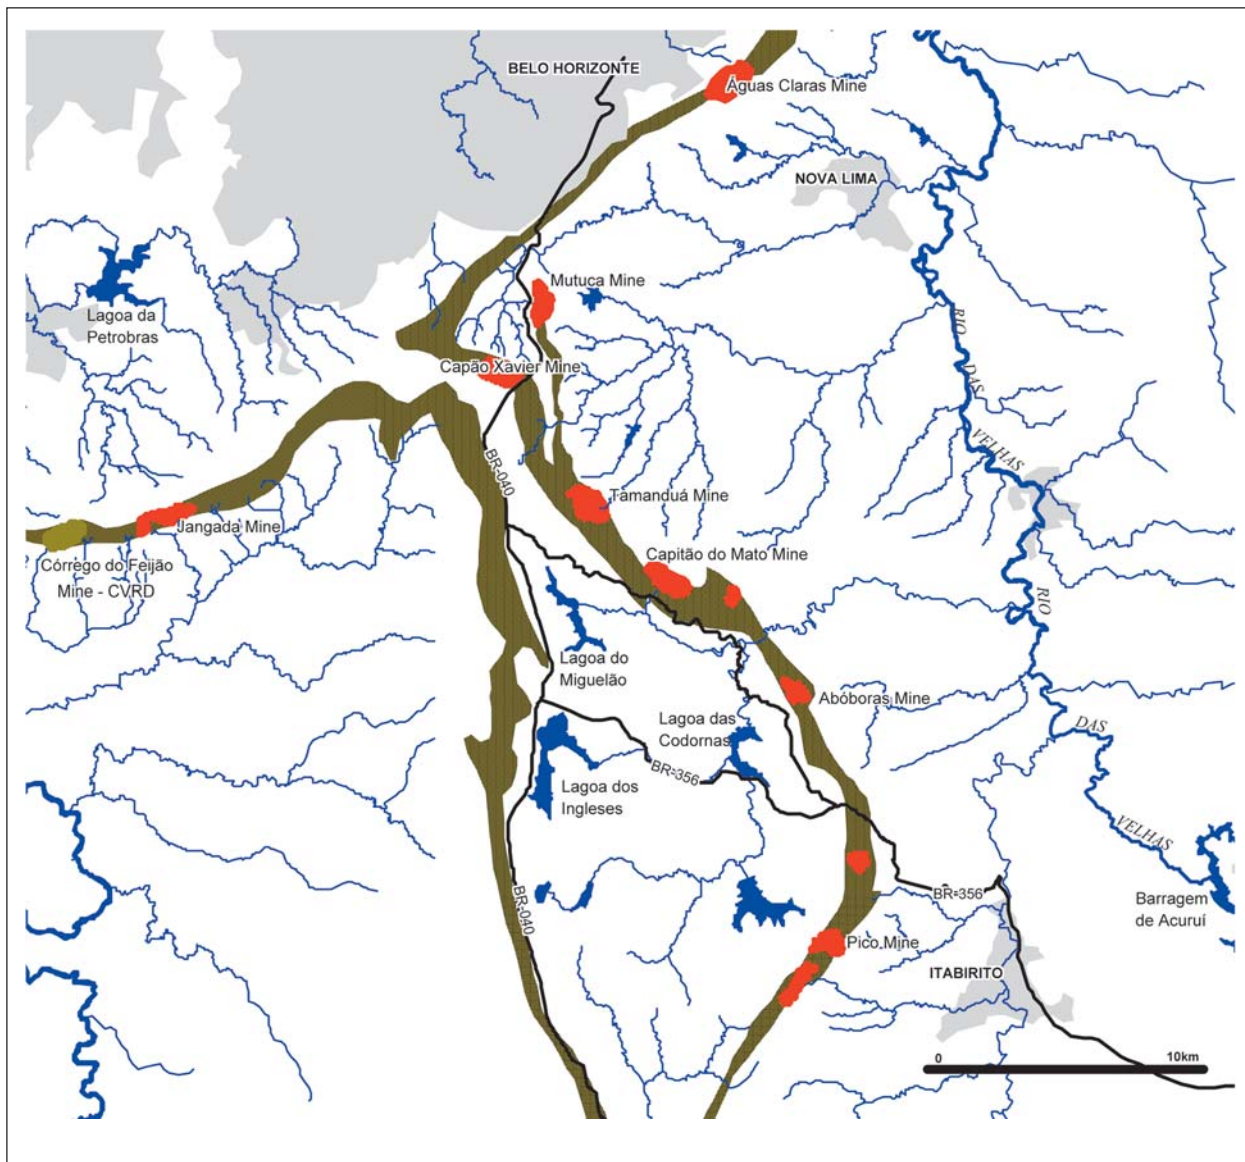 BELO HORIZONTE
Águas Claras Mine
NOVA LIMA
Mutuca Mine
Lagoa da
Petrobras
RIO
DAS
VELHAS
Capão Xavier Mine
BR-040
Tamanduá Mine
Jangada Mine
Capitão do Mato Mine
Córrego do Feijão
Mine - CVRD
RIO
Lagoa do
Miguelão
Abóboras Mine
Lagoa das
Codornas
DAS
BR-356
Lagoa dos
Ingleses
VELHAS
BR-040
BR-356
Barragem
de Acuruí
Pico Mine
ITABIRITO
0
10km